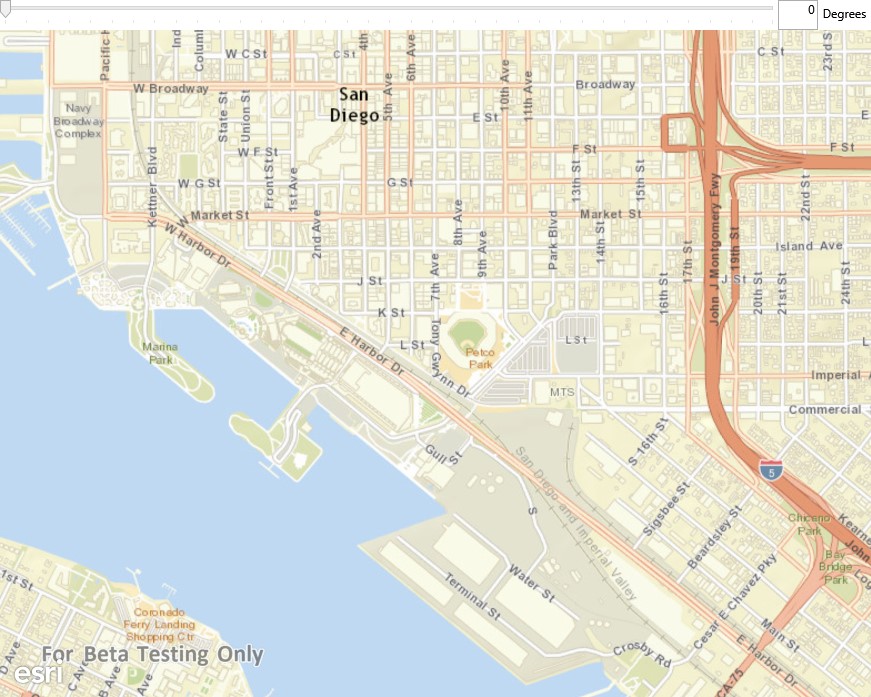 0 Degrees
Pacific H
Ind
Columb
4th
6th Ave
W C St
C St
C St
23rd S
W Broadway
5th Ave
10th Ave
11th Ave
Broadway
San
Diego
Navy
Broadway
Complex
State St
Union St
E St
E
W F St
F St
F St
Kettner Blvd
W G St
Front St
1st Ave
G St
13th St
15th St
John J Montgomery Fwy
22nd St
W Market St
Market St
W Harbor Dr
2nd Ave
8th Ave
9th Ave
Park Blvd
14th St
17th St
19th St
Island Ave
J St
7th Ave
16th St
J St
20th St
21st St
24th St
K St
Marina
Park
E Harbor Dr
L St
Tony Gwynn Dr
Petco
Park
L St
L
Imperial A
MTS
Commercial
Gull St
San Diego and Imperial Valley
S 16th St
5
S
Sigsbee St
Beardsley St
Chicano
Park
Kearne
John
Bay
Bridge
Park
Log
1st St
Water St
Terminal St
Cesar E Chavez Pky
Coronado
Ferry Landing
Shopping Ctr
Main St
Crosby Rd
E Harbor Dr
CA-75
D Ave
C Av
B Ave
Ave
For Beta Testing Only
esri